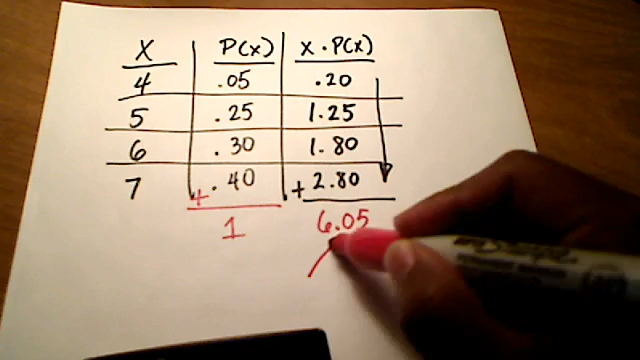 X P(x) X · P(x)
4 .05 .20
5 .25 1.25
6 .30 1.80
7 + .40 + 2.80
1 6.05